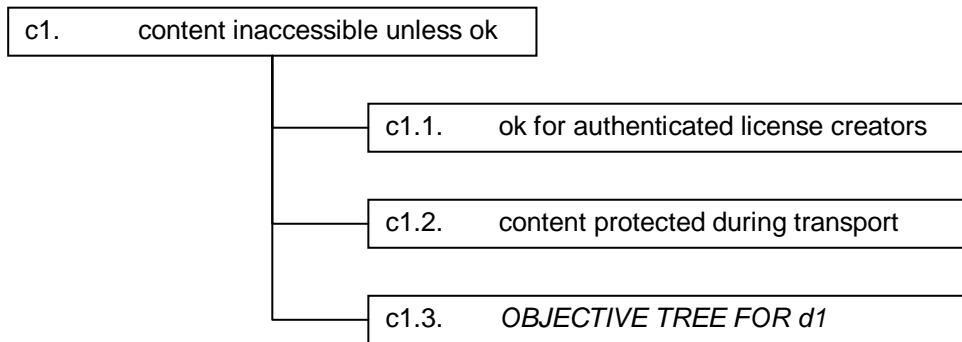 c1. content inaccessible unless ok
c1.1. ok for authenticated license creators
c1.2. content protected during transport
c1.3. OBJECTIVE TREE FOR d1